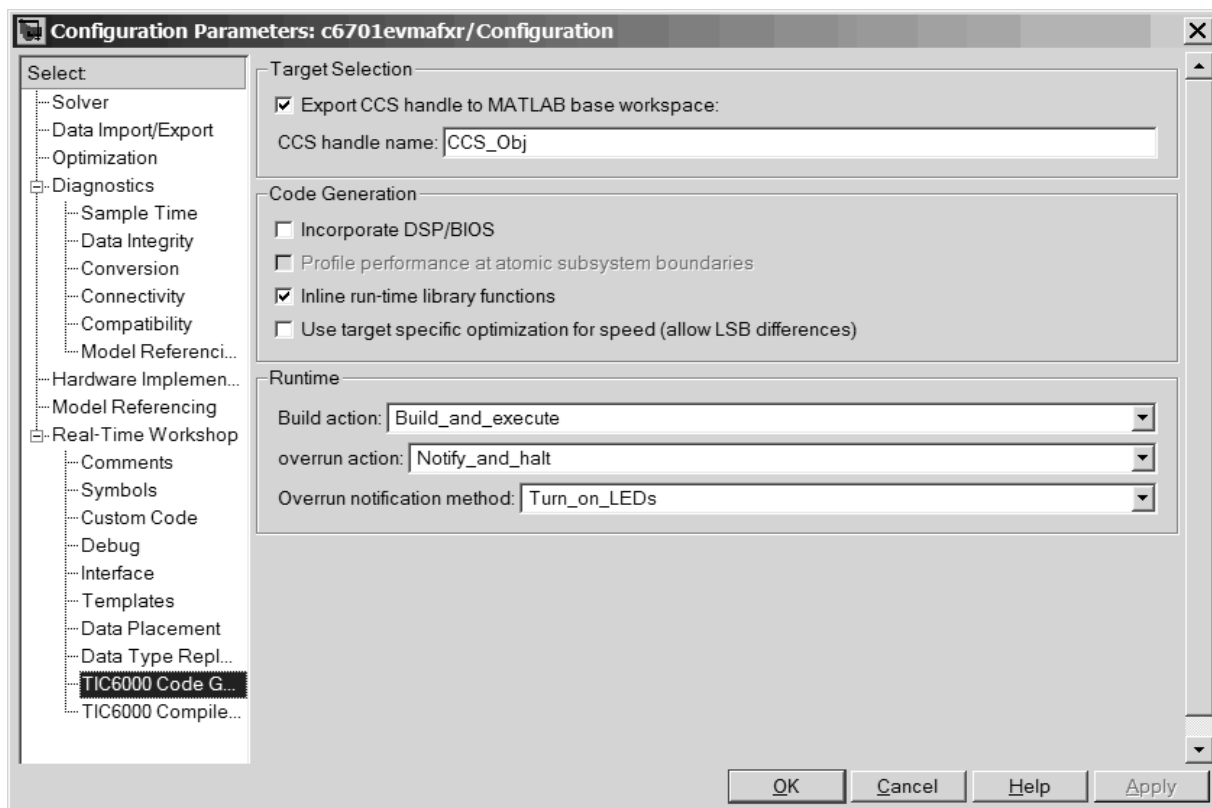 Configuration Parameters: c6701evmafxr/Configuration
Select:
Solver
Data Import/Export
Optimization
Diagnostics
Sample Time
Data Integrity
Conversion
Connectivity
Compatibility
Model Referenci...
Hardware Implemen...
Model Referencing
Real-Time Workshop
Comments
Symbols
Custom Code
Debug
Interface
Templates
Data Placement
Data Type Repl...
TIC6000 Code G...
TIC6000 Compile...
Target Selection
Export CCS handle to MATLAB base workspace:
CCS handle name: CCS_Obj
Code Generation
Incorporate DSP/BIOS
Profile performance at atomic subsystem boundaries
Inline run-time library functions
Use target specific optimization for speed (allow LSB differences)
Runtime
Build action: Build_and_execute
overrun action: Notify_and_halt
Overrun notification method: Turn_on_LEDs
OK Cancel Help Apply